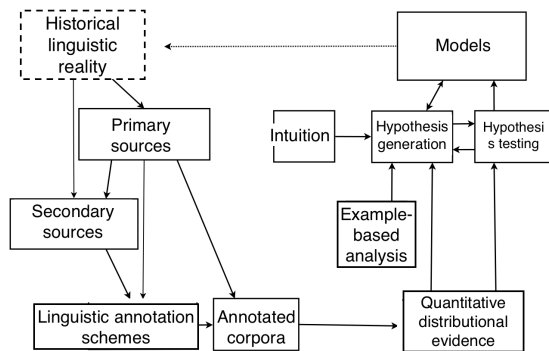 Historical
linguistic
reality
Models
Primary
sources
Intuition
Hypothesis
generation
Hypothesi
s testing
Secondary
sources
Example-
based
analysis
Linguistic annotation
schemes
Annotated
corpora
Quantitative
distributional
evidence